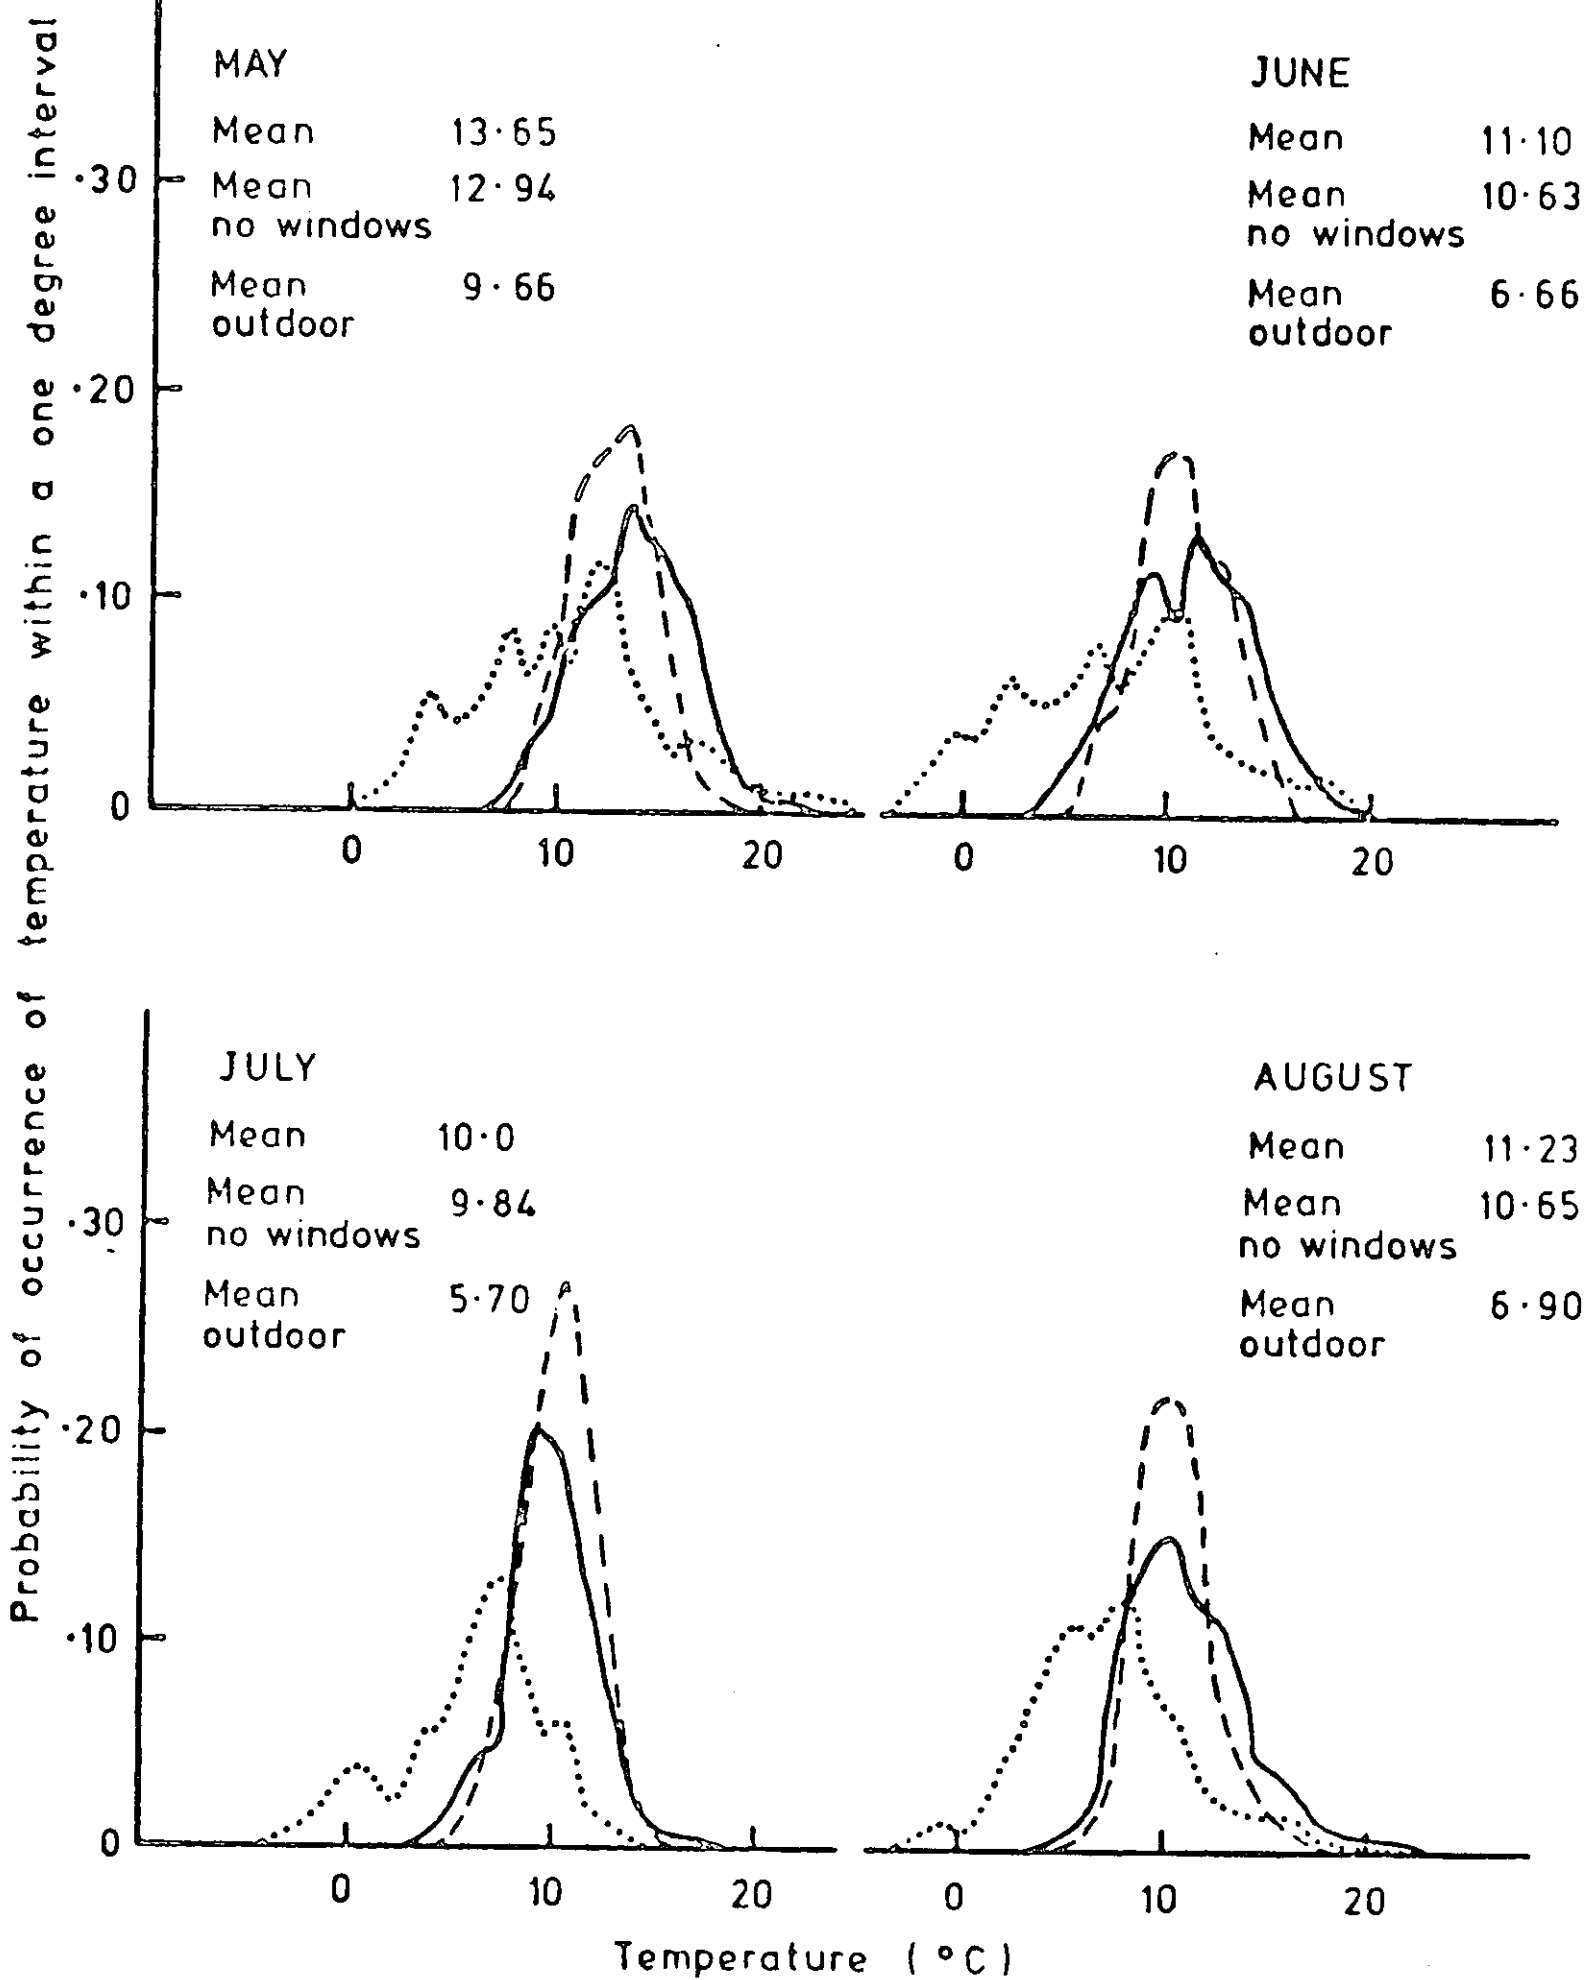 Probability of occurrence of temperature within a one degree interval
MAY
Mean 13·65
Mean 12·94
no windows
Mean 9·66
outdoor
·30
·20
·10
0
0 10 20
JUNE
Mean 11·10
Mean 10·63
no windows
Mean 6·66
outdoor
0 10 20
JULY
Mean 10·0
Mean 9·84
no windows
Mean 5·70
outdoor
·30
·20
·10
0
0 10 20
AUGUST
Mean 11·23
Mean 10·65
no windows
Mean 6·90
outdoor
0 10 20
Temperature (°C)